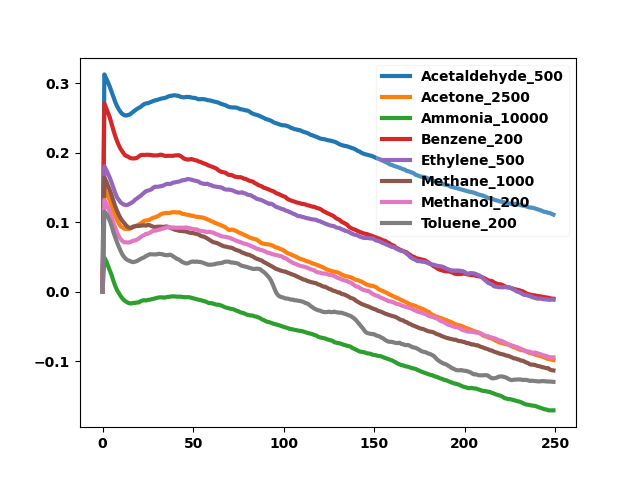 0.3
0.2
0.1
0.0
−0.1
0 50 100 150 200 250
Acetaldehyde_500
Acetone_2500
Ammonia_10000
Benzene_200
Ethylene_500
Methane_1000
Methanol_200
Toluene_200